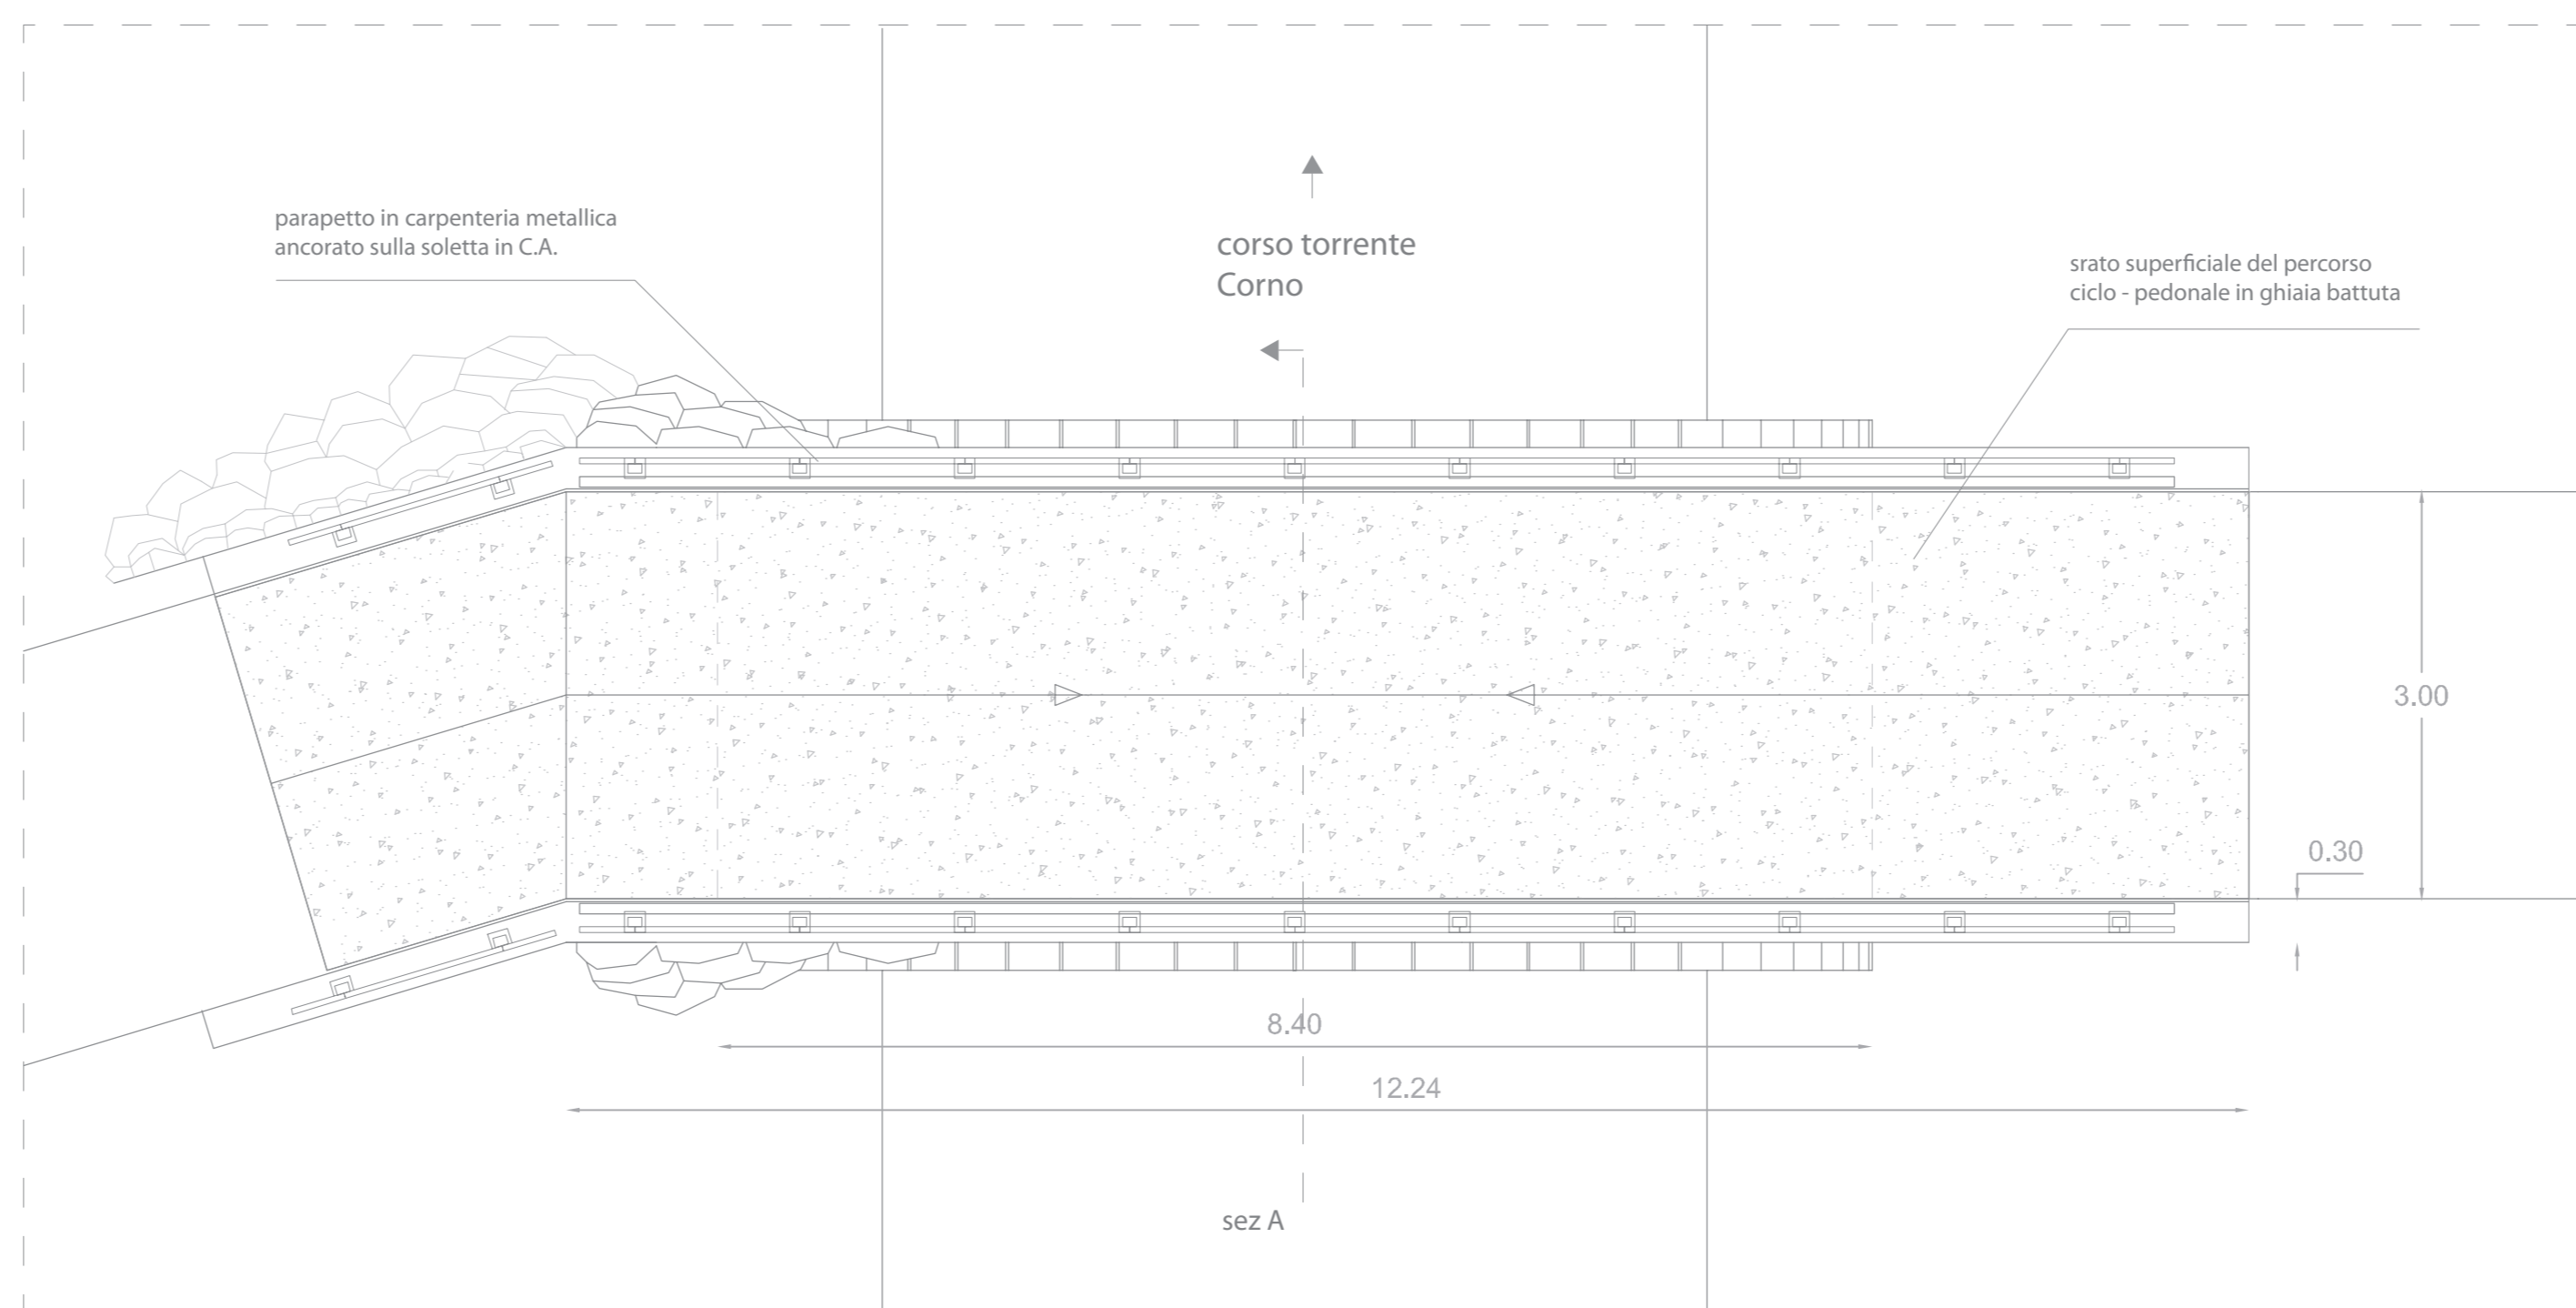 parapetto in carpenteria metallica
ancorato sulla soletta in C.A.
corso torrente
Corno
srato superficiale del percorso
ciclo - pedonale in ghiaia battuta
3.00
0.30
8.40
12.24
sez A